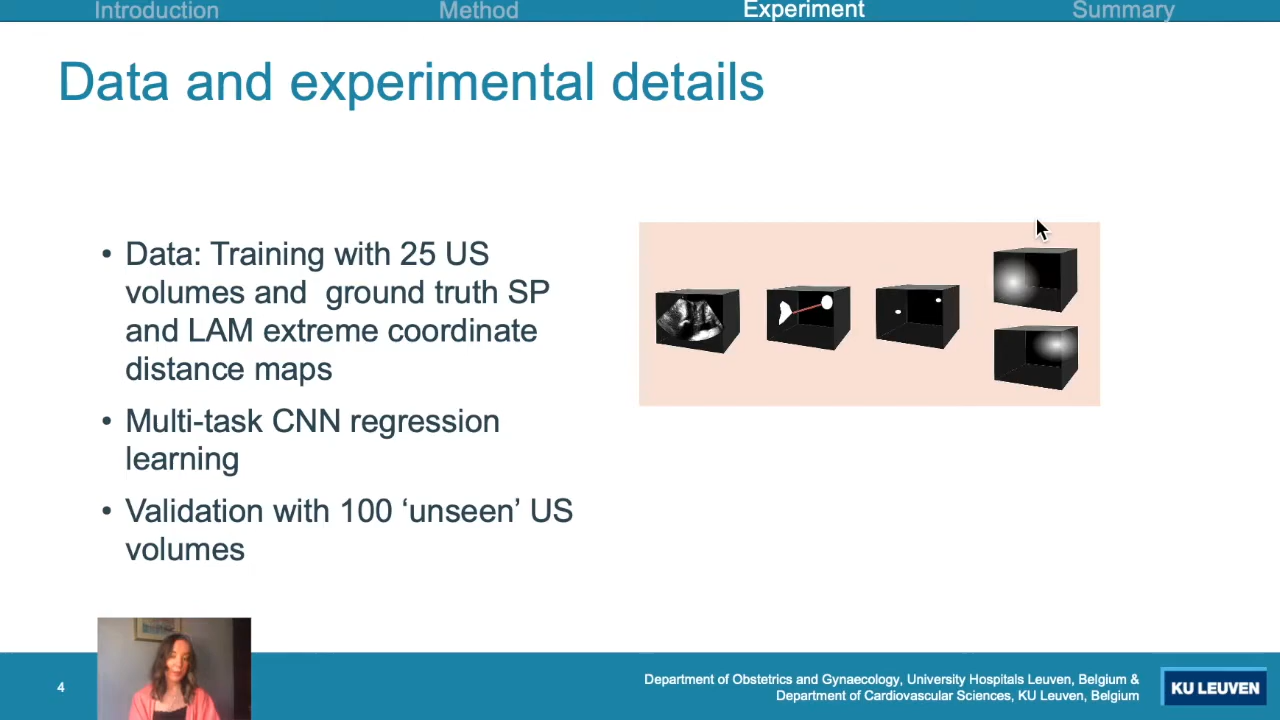 Introduction Method Experiment Summary
Data and experimental details
• Data: Training with 25 US
volumes and ground truth SP
and LAM extreme coordinate
distance maps
• Multi-task CNN regression
learning
• Validation with 100 ‘unseen’ US
volumes
4
Department of Obstetrics and Gynaecology, University Hospitals Leuven, Belgium &
Department of Cardiovascular Sciences, KU Leuven, Belgium
KU LEUVEN